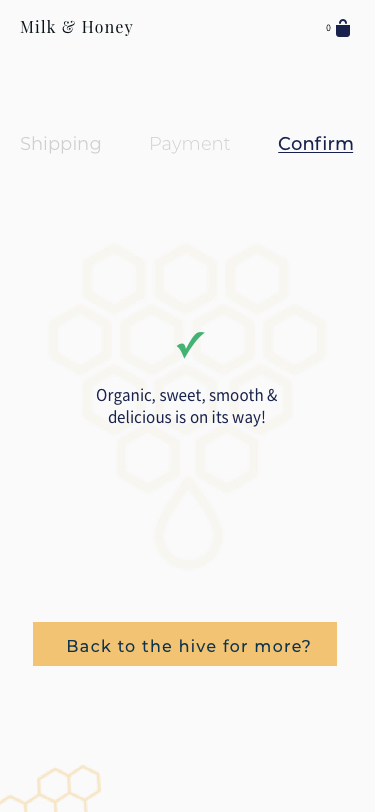 Milk & Honey
0
Shipping Payment Confirm
Organic, sweet, smooth &
delicious is on its way!
Back to the hive for more?